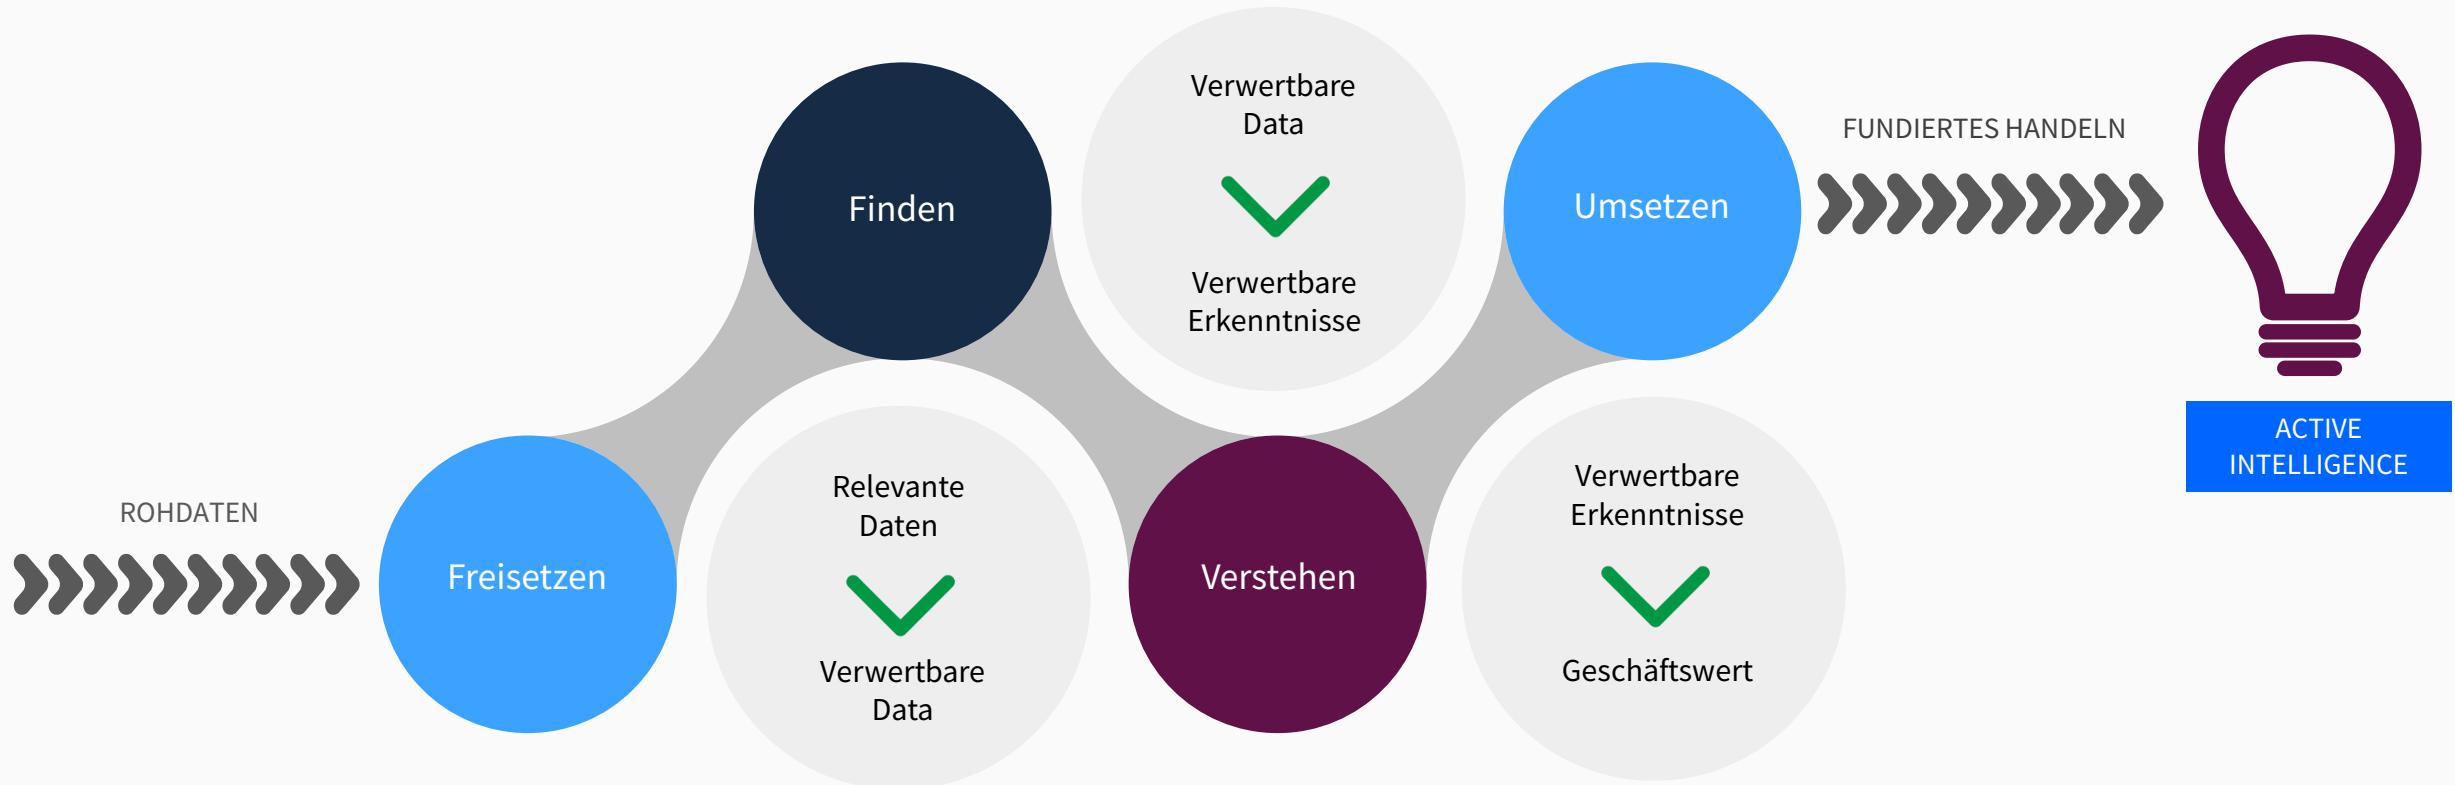 ROHDATEN
Freisetzen
Finden
Relevante
Daten
Verwertbare
Data
Verstehen
Verwertbare
Data
Verwertbare
Erkenntnisse
Umsetzen
Verwertbare
Erkenntnisse
Geschäftswert
FUNDIERTES HANDELN
ACTIVE
INTELLIGENCE